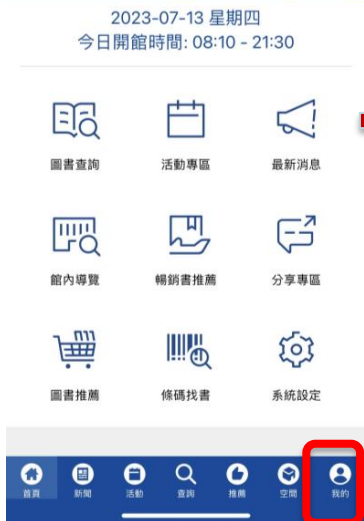 2023-07-13 星期四
今日開館時間: 08:10 - 21:30
圖書查詢 活動專區 最新消息
館內導覽 暢銷書推薦 分享專區
圖書推薦 條碼找書 系統設定
首頁 新聞 活動 查詢 推薦 空間 我的